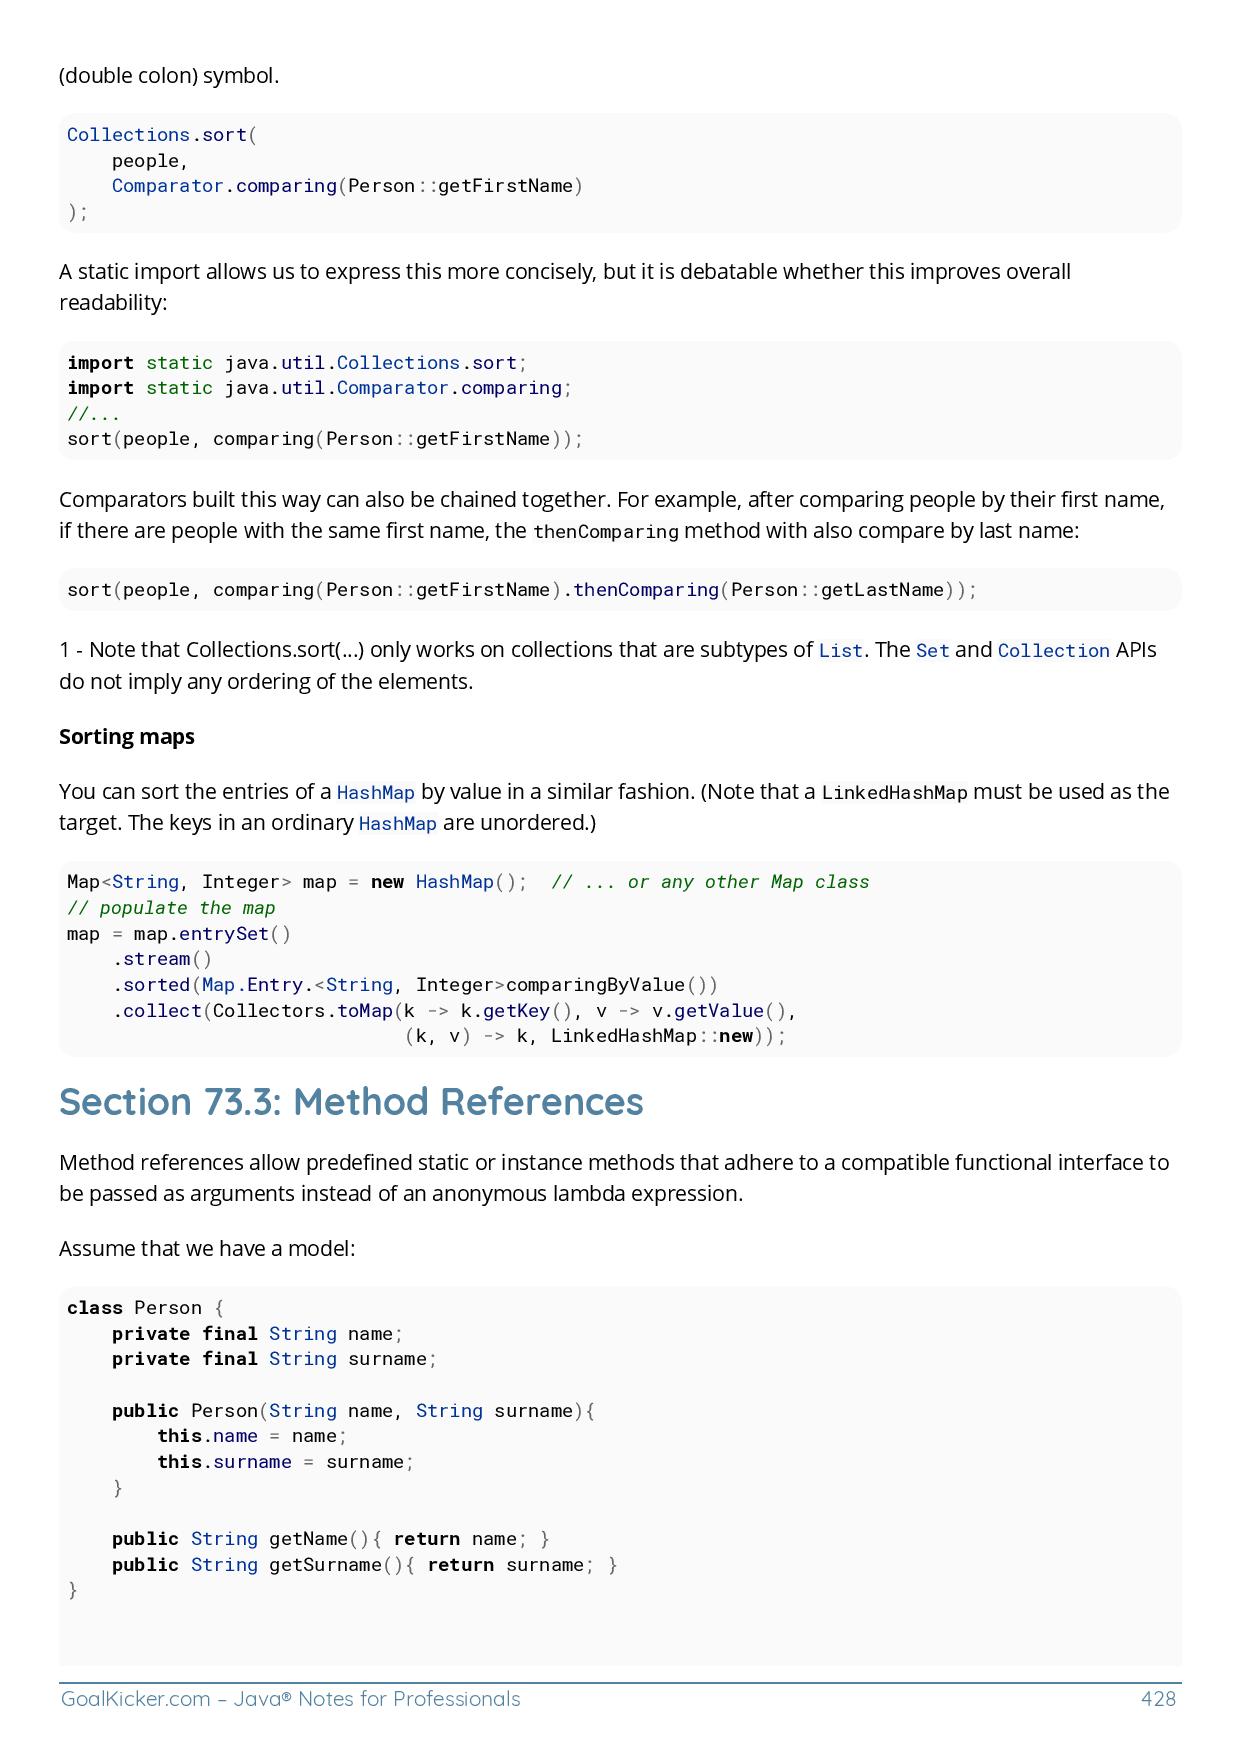 (double colon) symbol.
Collections.sort(
    people,
    Comparator.comparing(Person::getFirstName)
);
A static import allows us to express this more concisely, but it is debatable whether this improves overall
readability:
import static java.util.Collections.sort;
import static java.util.Comparator.comparing;
//...
sort(people, comparing(Person::getFirstName));
Comparators built this way can also be chained together. For example, after comparing people by their first name,
if there are people with the same first name, the thenComparing method with also compare by last name:
sort(people, comparing(Person::getFirstName).thenComparing(Person::getLastName));
1 - Note that Collections.sort(...) only works on collections that are subtypes of List. The Set and Collection APIs
do not imply any ordering of the elements.
Sorting maps
You can sort the entries of a HashMap by value in a similar fashion. (Note that a LinkedHashMap must be used as the
target. The keys in an ordinary HashMap are unordered.)
Map<String, Integer> map = new HashMap();  // ... or any other Map class
// populate the map
map = map.entrySet()
    .stream()
    .sorted(Map.Entry.<String, Integer>comparingByValue())
    .collect(Collectors.toMap(k -> k.getKey(), v -> v.getValue(),
                              (k, v) -> k, LinkedHashMap::new));
Section 73.3: Method References
Method references allow predefined static or instance methods that adhere to a compatible functional interface to
be passed as arguments instead of an anonymous lambda expression.
Assume that we have a model:
class Person {
    private final String name;
    private final String surname;
    public Person(String name, String surname){
        this.name = name;
        this.surname = surname;
    }
    public String getName(){ return name; }
    public String getSurname(){ return surname; }
}
GoalKicker.com – Java® Notes for Professionals 428